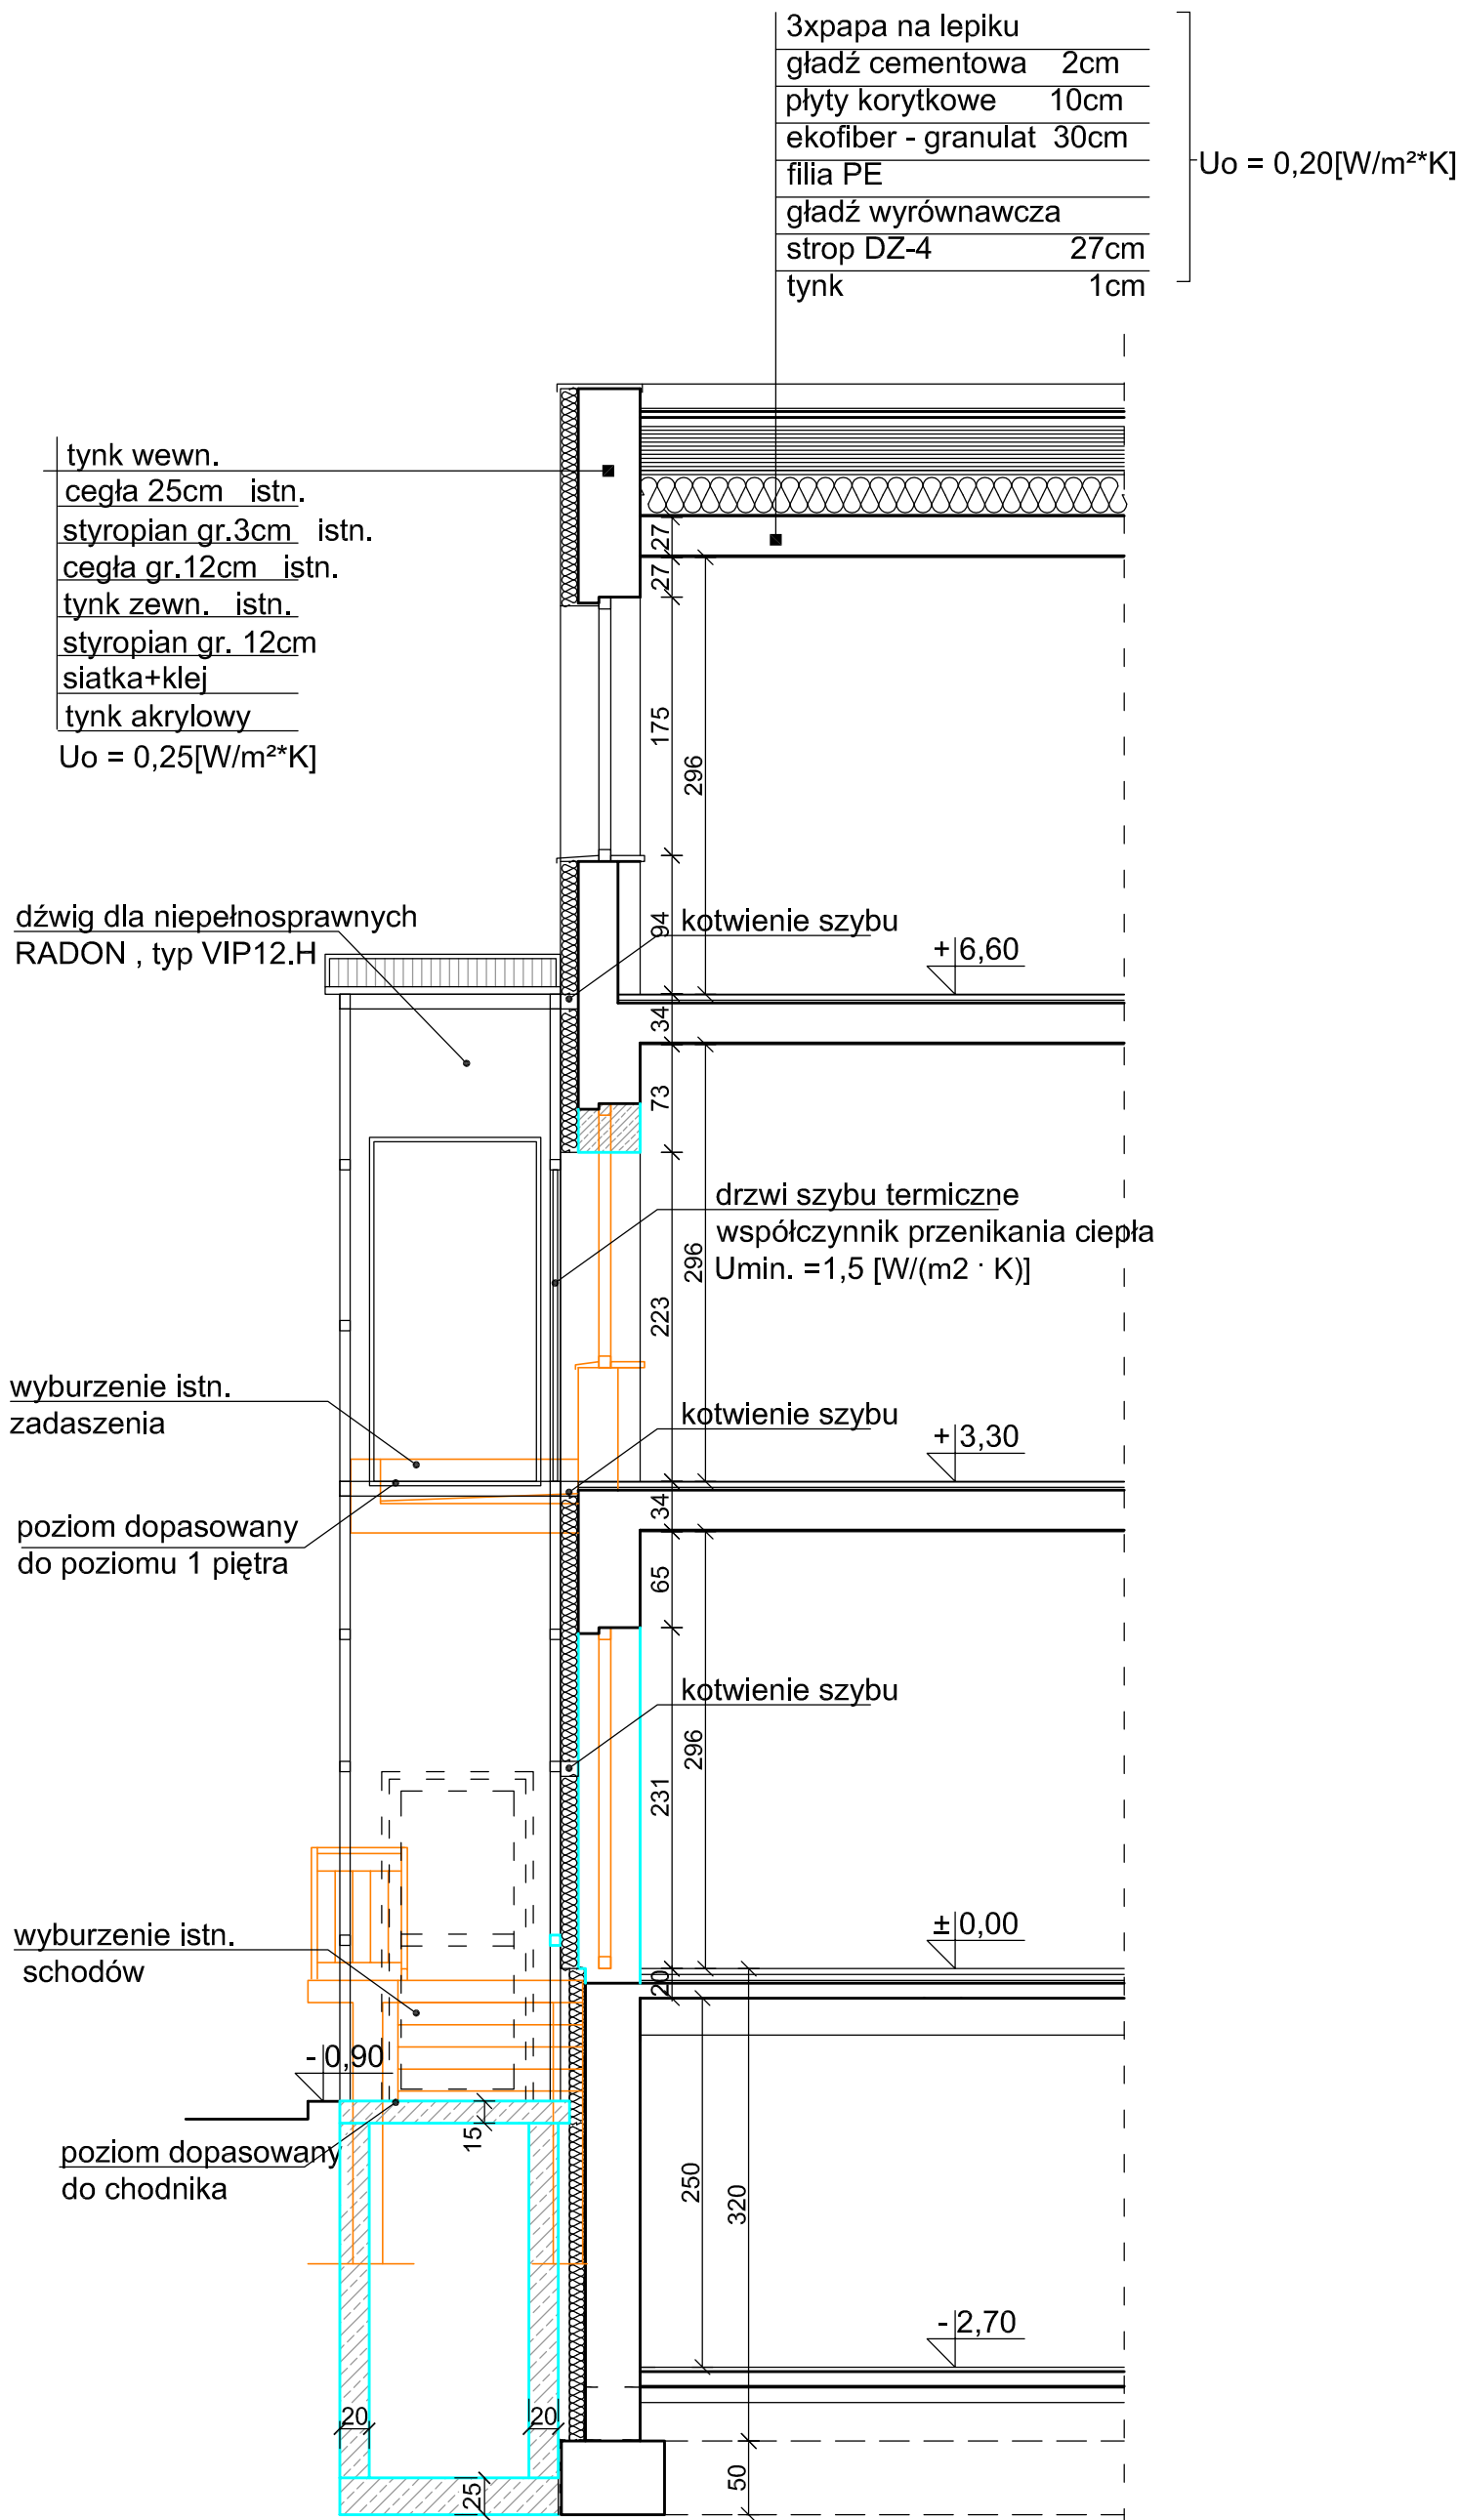 3xpapa na lepiku
gładź cementowa 2cm
płyty korytkowe 10cm
ekofiber - granulat 30cm
filia PE
gładź wyrównawcza
strop DZ-4 27cm
tynk 1cm
Uo = 0,20[W/m²*K]
tynk wewn.
cegła 25cm istn.
styropian gr.3cm istn.
cegła gr.12cm istn.
tynk zewn. istn.
styropian gr. 12cm
siatka+klej
tynk akrylowy
Uo = 0,25[W/m²*K]
27
27
175
296
94
dźwig dla niepełnosprawnych
RADON , typ VIP12.H
kotwienie szybu
+ 6,60
34
73
drzwi szybu termiczne
współczynnik przenikania ciepła
Umin. =1,5 [W/(m2 · K)]
296
223
wyburzenie istn.
zadaszenia
kotwienie szybu
+ 3,30
34
poziom dopasowany
do poziomu 1 piętra
65
kotwienie szybu
296
231
wyburzenie istn.
schodów
± 0,00
20
- 0,90
15
poziom dopasowany
do chodnika
250
320
- 2,70
20
20
25
50